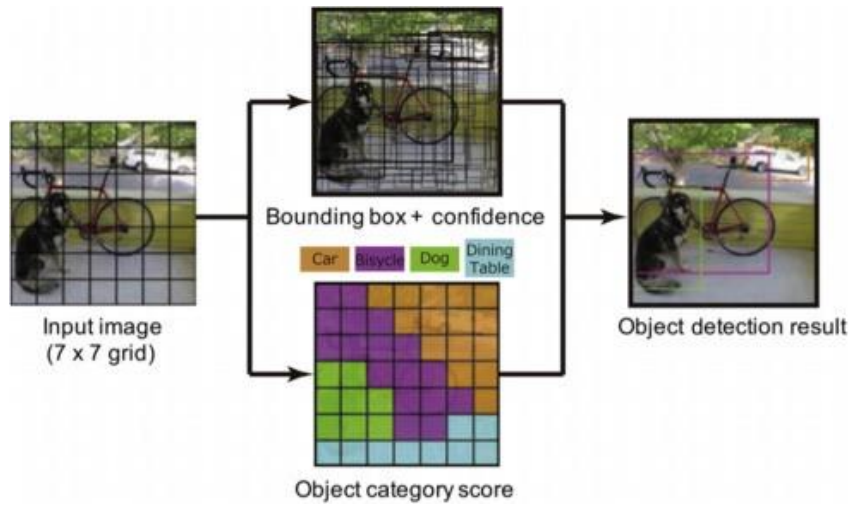 Bounding box + confidence
Car
Bisycle
Dog
Dining
Table
Input image
(7 x 7 grid)
Object detection result
Object category score